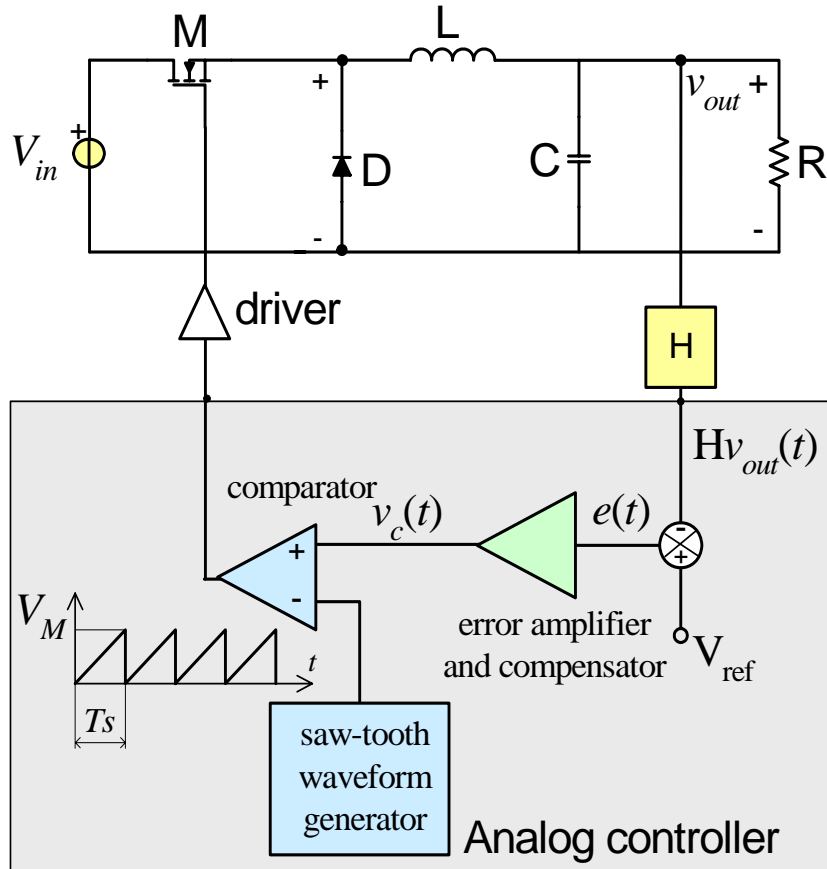 M
L
+
v_out
+
+
V_in
D
C
R
-
-
driver
H
Hv_out(t)
comparator
v_c(t)
e(t)
-
+
+
-
V_M
t
Ts
error amplifier
and compensator
V_ref
saw-tooth
waveform
generator
Analog controller